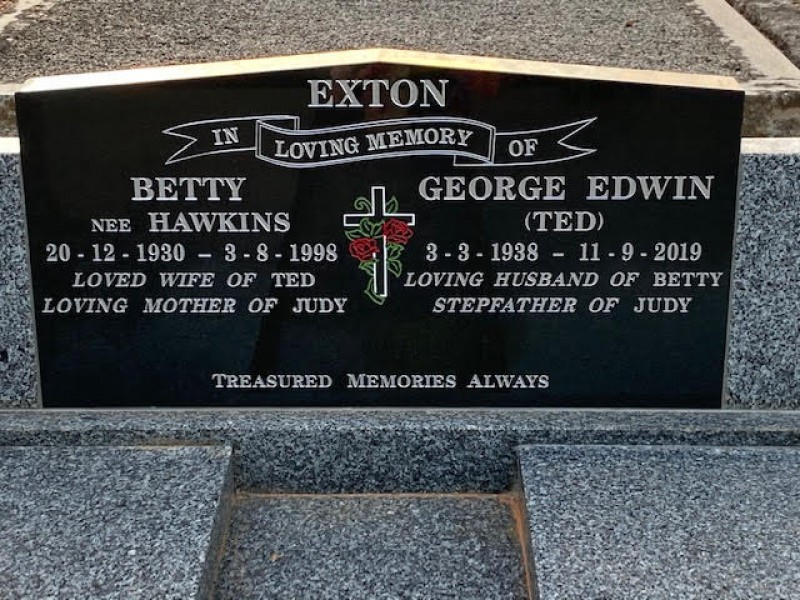 EXTON
IN LOVING MEMORY OF
BETTY
NEE HAWKINS
20 - 12 - 1930 - 3 - 8 - 1998
LOVED WIFE OF TED
LOVING MOTHER OF JUDY
GEORGE EDWIN
(TED)
3 - 3 - 1938 - 11 - 9 - 2019
LOVING HUSBAND OF BETTY
STEPFATHER OF JUDY
TREASURED MEMORIES ALWAYS